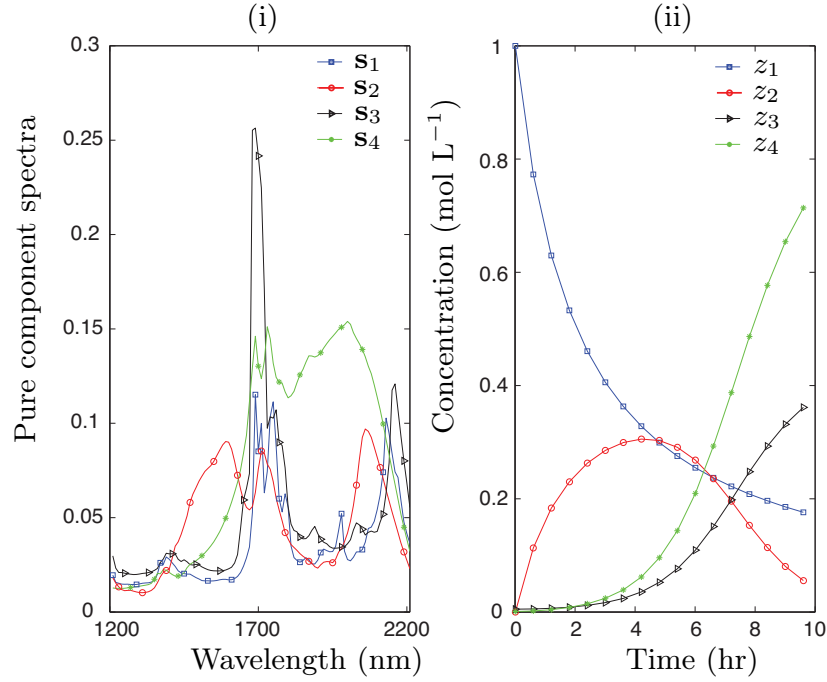 (i)
Pure component spectra
0.3
0.25
0.2
0.15
0.1
0.05
0
1200
1700
2200
Wavelength (nm)
s1
s2
s3
s4
(ii)
Concentration (mol L−1)
1
0.8
0.6
0.4
0.2
0
0
2
4
6
8
10
Time (hr)
z1
z2
z3
z4